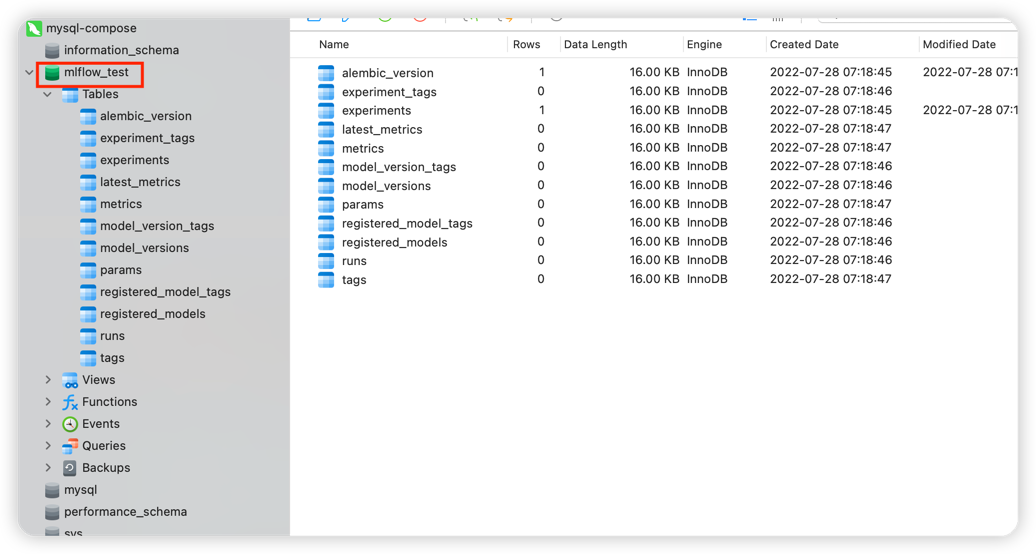 mysql-compose
information_schema
mlflow_test
Tables
alembic_version
experiment_tags
experiments
latest_metrics
metrics
model_version_tags
model_versions
params
registered_model_tags
registered_models
runs
tags
Views
Functions
Events
Queries
Backups
mysql
performance_schema
sys
Name Rows Data Length Engine Created Date Modified Date
alembic_version 1 16.00 KB InnoDB 2022-07-28 07:18:45 2022-07-28 07:1
experiment_tags 0 16.00 KB InnoDB 2022-07-28 07:18:46
experiments 1 16.00 KB InnoDB 2022-07-28 07:18:45 2022-07-28 07:1
latest_metrics 0 16.00 KB InnoDB 2022-07-28 07:18:47
metrics 0 16.00 KB InnoDB 2022-07-28 07:18:47
model_version_tags 0 16.00 KB InnoDB 2022-07-28 07:18:46
model_versions 0 16.00 KB InnoDB 2022-07-28 07:18:46
params 0 16.00 KB InnoDB 2022-07-28 07:18:47
registered_model_tags 0 16.00 KB InnoDB 2022-07-28 07:18:46
registered_models 0 16.00 KB InnoDB 2022-07-28 07:18:46
runs 0 16.00 KB InnoDB 2022-07-28 07:18:46
tags 0 16.00 KB InnoDB 2022-07-28 07:18:47